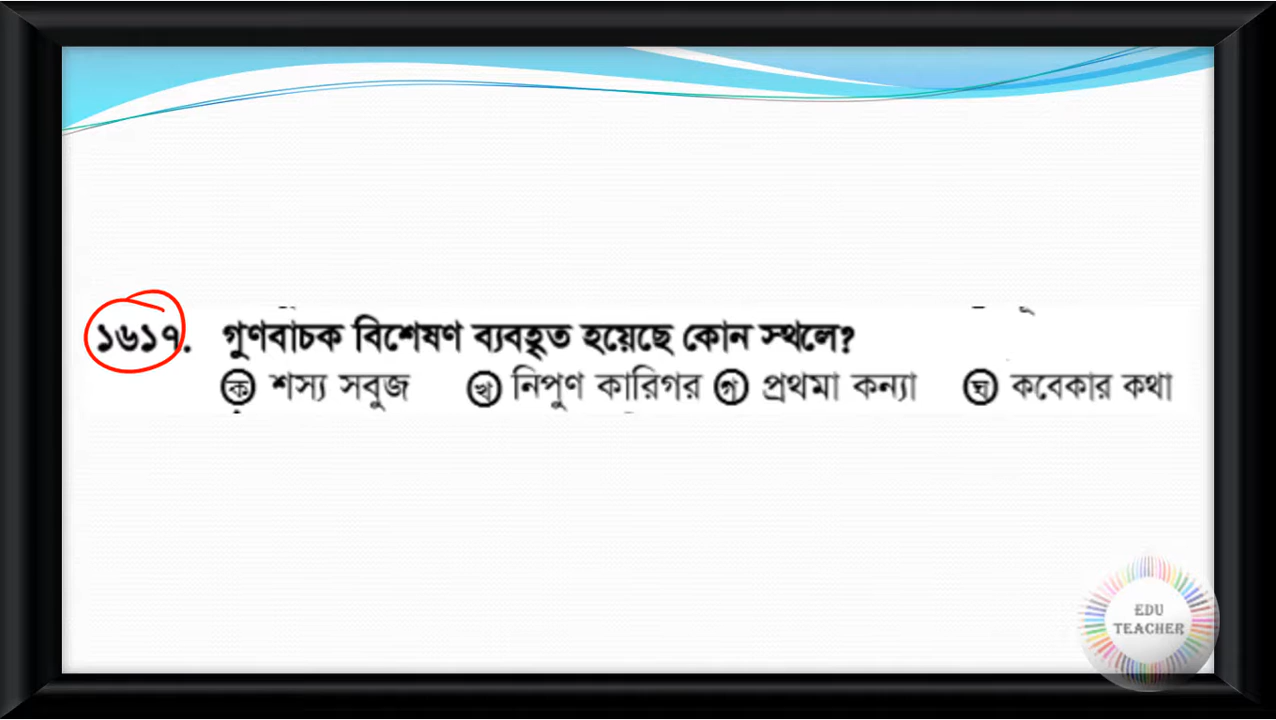 ১৬১৭. গুণবাচক বিশেষণ ব্যবহৃত হয়েছে কোন স্থলে?
ক শস্য সবুজ খ নিপুণ কারিগর গ প্রথমা কন্যা ঘ কবেকার কথা
EDU
TEACHER